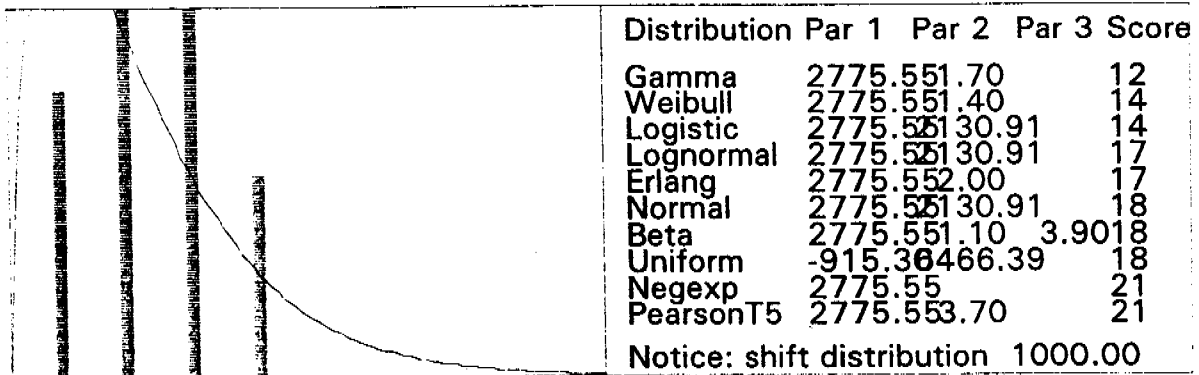 Distribution Par 1 Par 2 Par 3 Score
Gamma 2775.55 1.70 12
Weibull 2775.55 1.40 14
Logistic 2775.55 2130.91 14
Lognormal 2775.55 2130.91 17
Erlang 2775.55 2.00 17
Normal 2775.55 2130.91 18
Beta 2775.55 1.10 3.90 18
Uniform -915.36 6466.39 18
Negexp 2775.55 21
PearsonT5 2775.55 3.70 21
Notice: shift distribution 1000.00